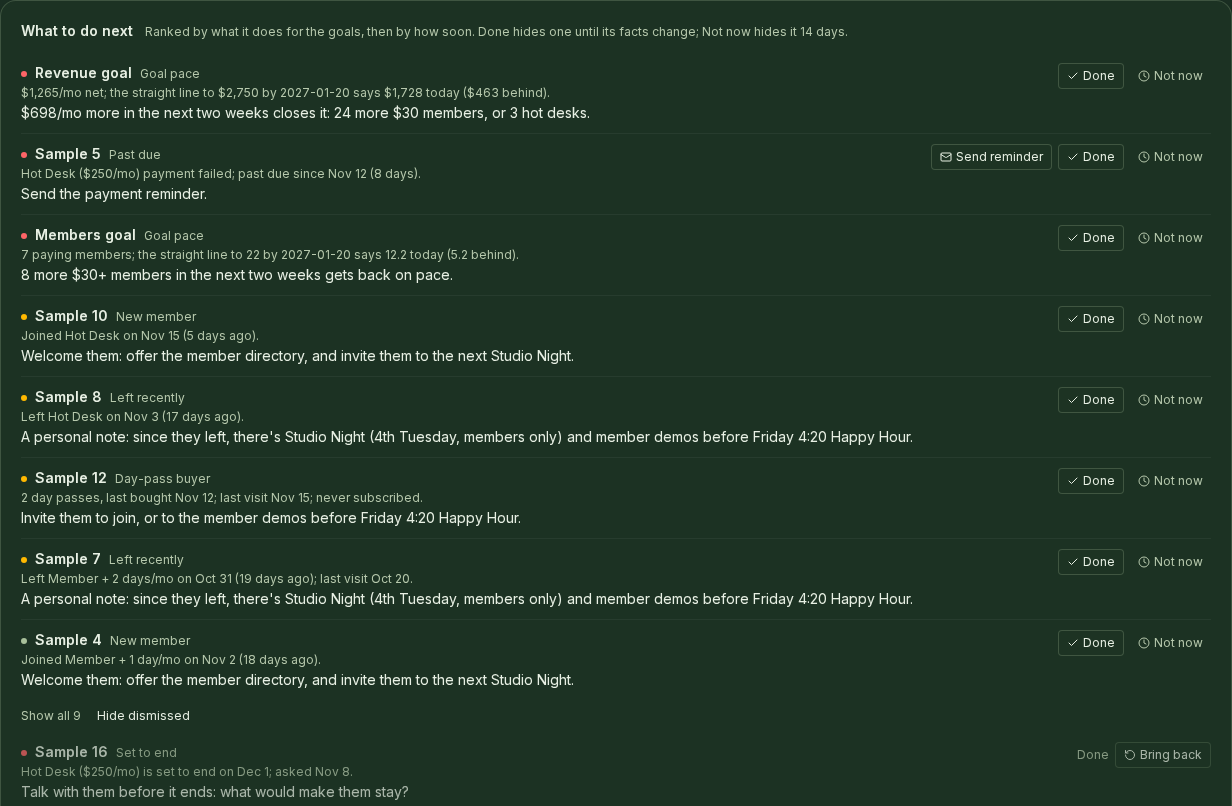 What to do next Ranked by what it does for the goals, then by how soon. Done hides one until its facts change; Not now hides it 14 days.
Revenue goal Goal pace Done Not now
$1,265/mo net; the straight line to $2,750 by 2027-01-20 says $1,728 today ($463 behind).
$698/mo more in the next two weeks closes it: 24 more $30 members, or 3 hot desks.
Sample 5 Past due Send reminder Done Not now
Hot Desk ($250/mo) payment failed; past due since Nov 12 (8 days).
Send the payment reminder.
Members goal Goal pace Done Not now
7 paying members; the straight line to 22 by 2027-01-20 says 12.2 today (5.2 behind).
8 more $30+ members in the next two weeks gets back on pace.
Sample 10 New member Done Not now
Joined Hot Desk on Nov 15 (5 days ago).
Welcome them: offer the member directory, and invite them to the next Studio Night.
Sample 8 Left recently Done Not now
Left Hot Desk on Nov 3 (17 days ago).
A personal note: since they left, there's Studio Night (4th Tuesday, members only) and member demos before Friday 4:20 Happy Hour.
Sample 12 Day-pass buyer Done Not now
2 day passes, last bought Nov 12; last visit Nov 15; never subscribed.
Invite them to join, or to the member demos before Friday 4:20 Happy Hour.
Sample 7 Left recently Done Not now
Left Member + 2 days/mo on Oct 31 (19 days ago); last visit Oct 20.
A personal note: since they left, there's Studio Night (4th Tuesday, members only) and member demos before Friday 4:20 Happy Hour.
Sample 4 New member Done Not now
Joined Member + 1 day/mo on Nov 2 (18 days ago).
Welcome them: offer the member directory, and invite them to the next Studio Night.
Show all 9 Hide dismissed
Sample 16 Set to end Done Bring back
Hot Desk ($250/mo) is set to end on Dec 1; asked Nov 8.
Talk with them before it ends: what would make them stay?